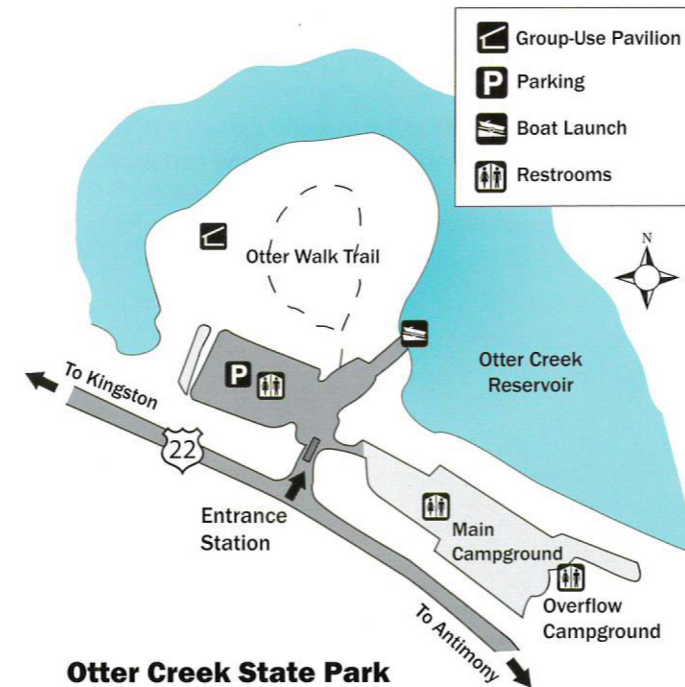 Group-Use Pavilion
P
Parking
Boat Launch
Restrooms
N
Otter Walk Trail
Otter Creek
Reservoir
To Kingston
P
22
Entrance
Station
Main
Campground
Overflow
Campground
To Antimony
Otter Creek State Park